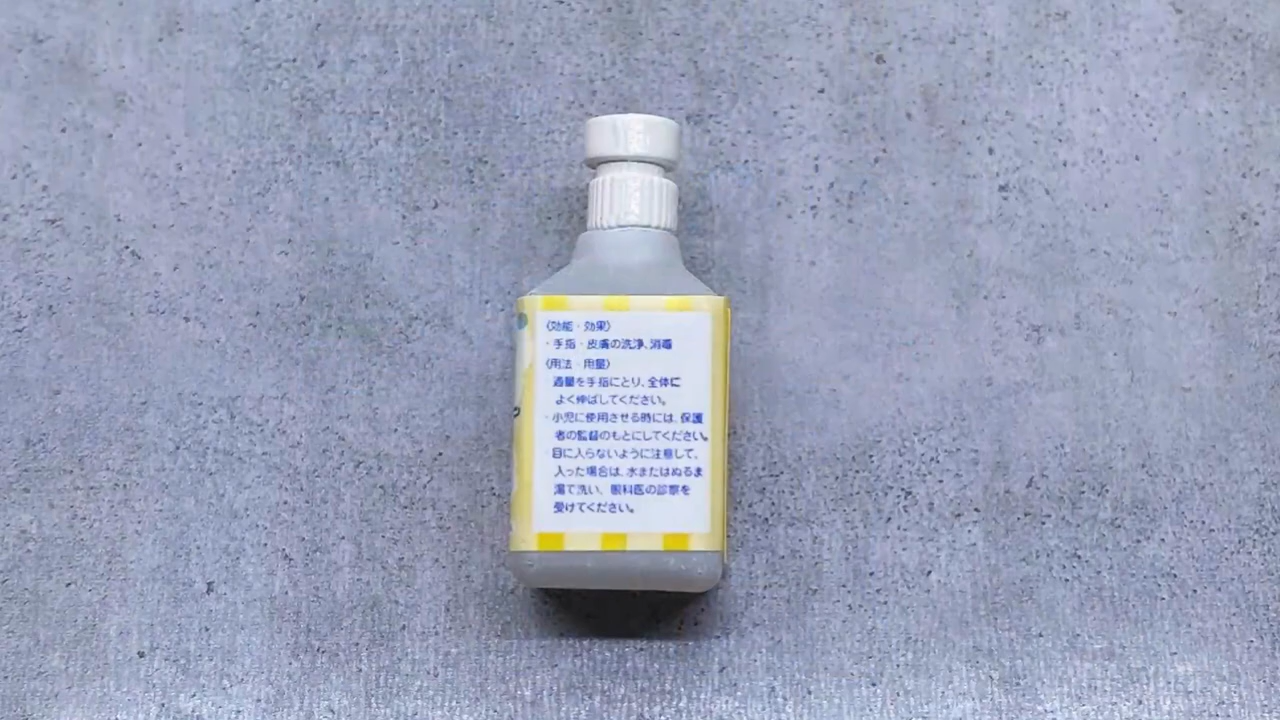 〈効能・効果〉
・手指・皮膚の洗浄、消毒
〈用法・用量〉
適量を手指にとり、全体に
よく伸ばしてください。
・小児に使用させる時には、保護
者の監督のもとにしてください。
・目に入らないように注意して、
入った場合は、水またはぬるま
湯で洗い、眼科医の診察を
受けてください。